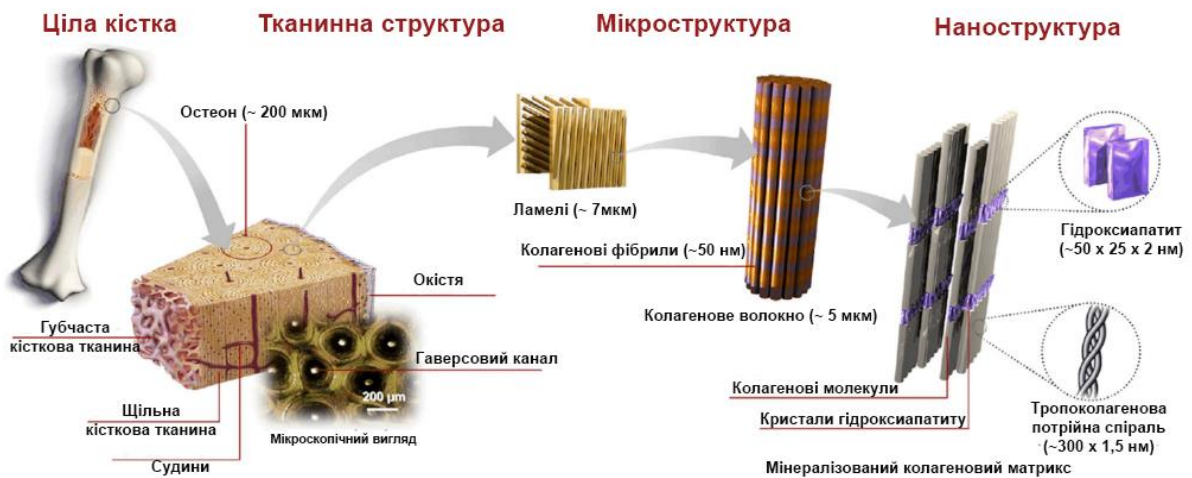 Ціла кістка
Тканинна структура
Мікроструктура
Наноструктура
Остеон (~ 200 мкм)
Ламелі (~ 7мкм)
Колагенові фібрили (~50 нм)
Окістя
Губчаста
кісткова тканина
Гаверсовий канал
200 µm
Мікроскопічний вигляд
Щільна
кісткова тканина
Судини
Колагенове волокно (~ 5 мкм)
Гідроксиапатит
(~50 x 25 x 2 нм)
Колагенові молекули
Кристали гідроксиапатиту
Тропоколагенова
потрійна спіраль
(~300 x 1,5 нм)
Мінералізований колагеновий матрикс